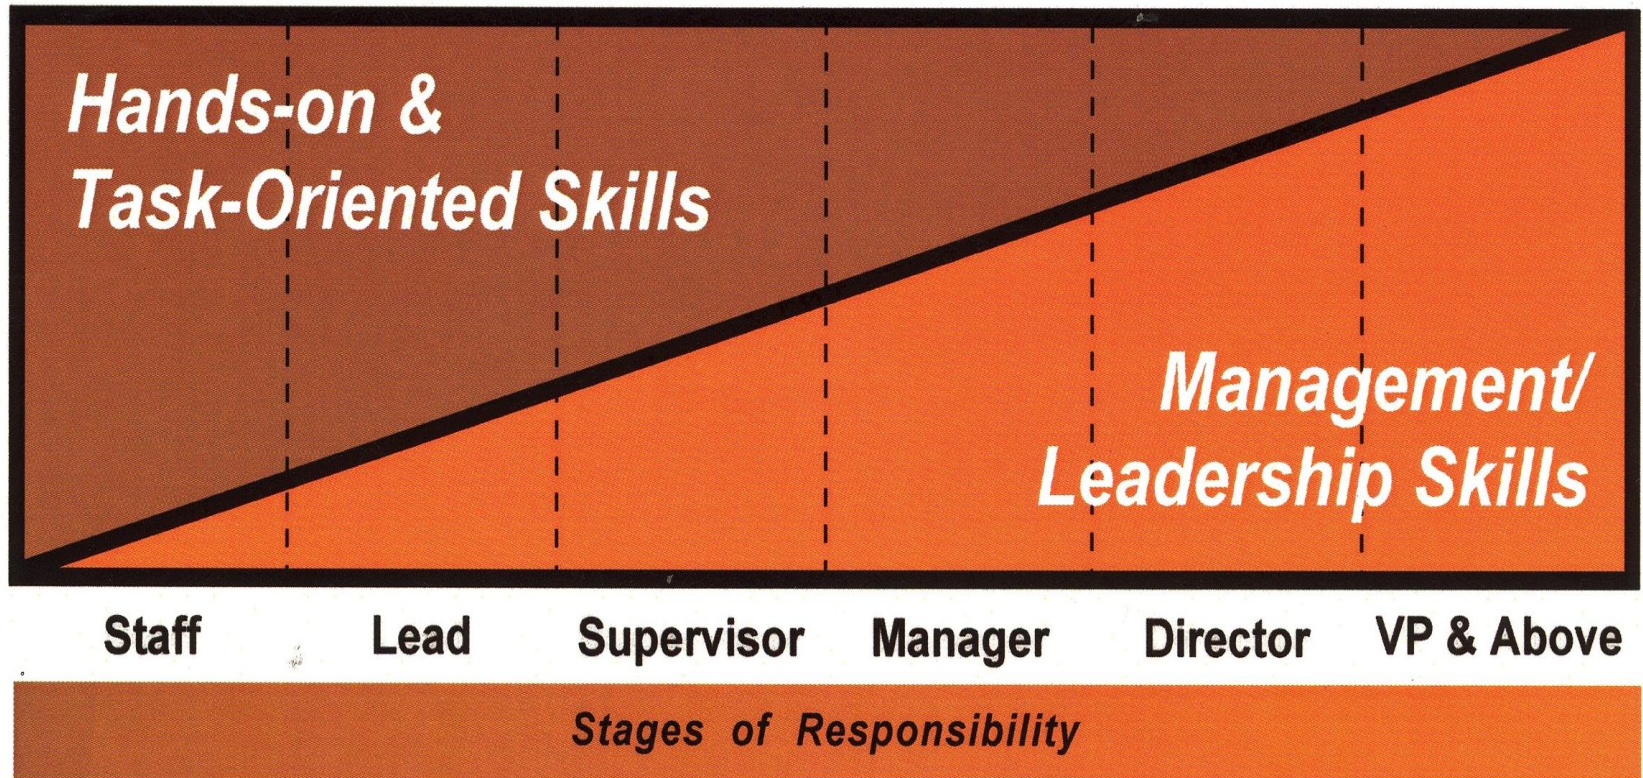 Hands-on &
Task-Oriented Skills
Management/
Leadership Skills
Staff Lead Supervisor Manager Director VP & Above
Stages of Responsibility